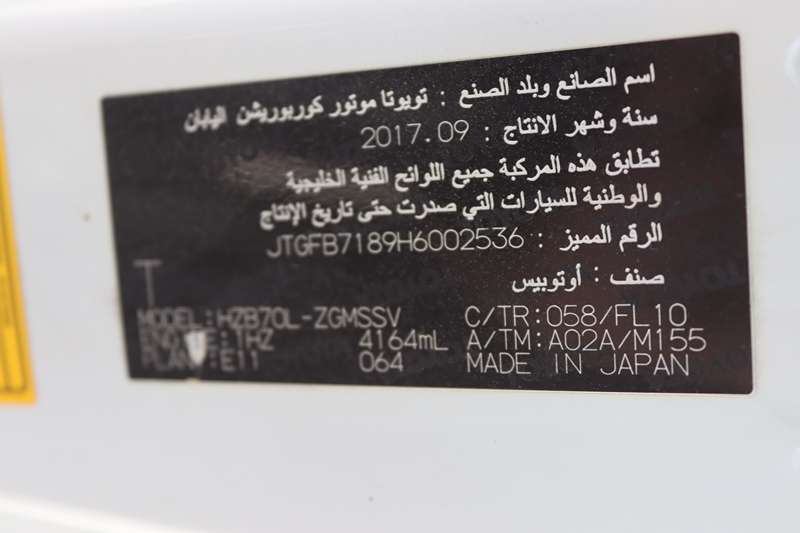 اسم الصانع وبلد الصنع : تويوتا موتور كوربوريشن اليابان
سنة وشهر الانتاج : 2017.09
تطابق هذه المركبة جميع اللوائح الفنية الخليجية
والوطنية للسيارات التي صدرت حتى تاريخ الإنتاج
الرقم المميز : JTGFB7189H6002536
صنف : أوتوبيس
T
MODEL:HZB70L-ZGMSSV C/TR:058/FL10
1HZ 4164mL A/TM:A02A/M155
E11 064 MADE IN JAPAN